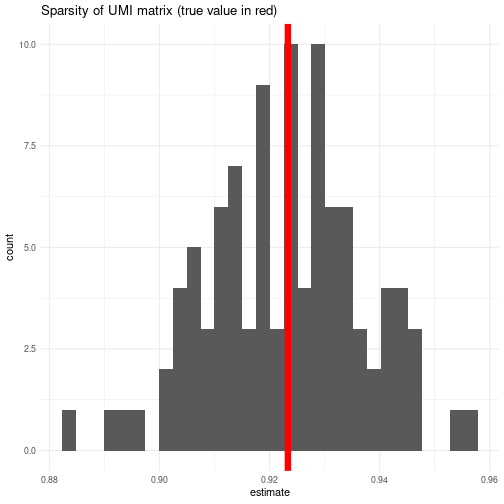 Sparsity of UMI matrix (true value in red)
10.0
7.5
5.0
2.5
0.0
count
0.88 0.90 0.92 0.94 0.96
estimate